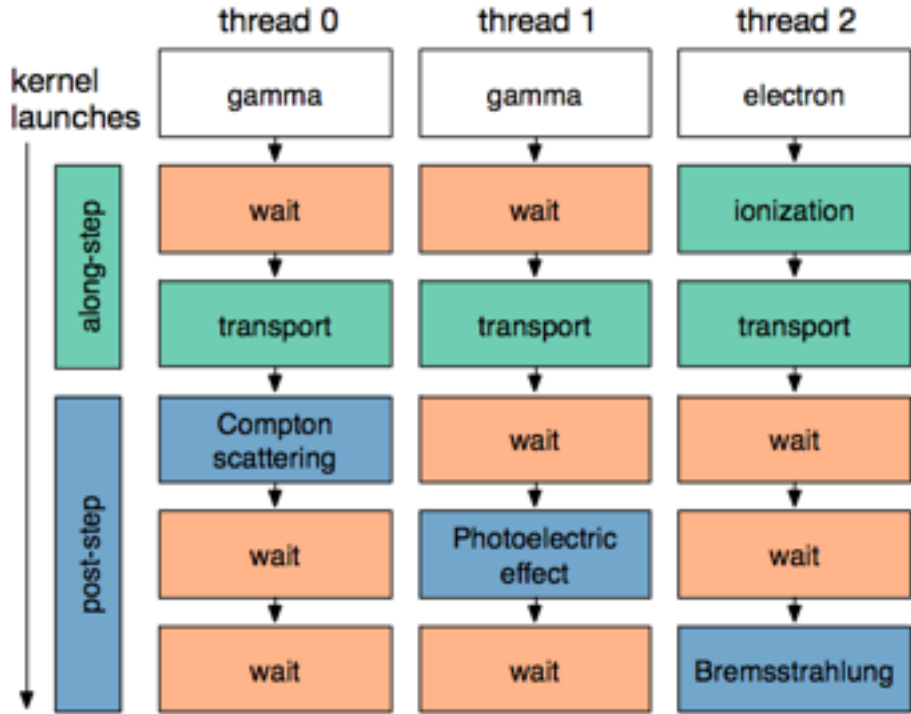 thread 0
thread 1
thread 2
kernel
launches
gamma
gamma
electron
along-step
wait
wait
ionization
transport
transport
transport
post-step
Compton
scattering
wait
wait
wait
Photoelectric
effect
wait
wait
wait
Bremsstrahlung